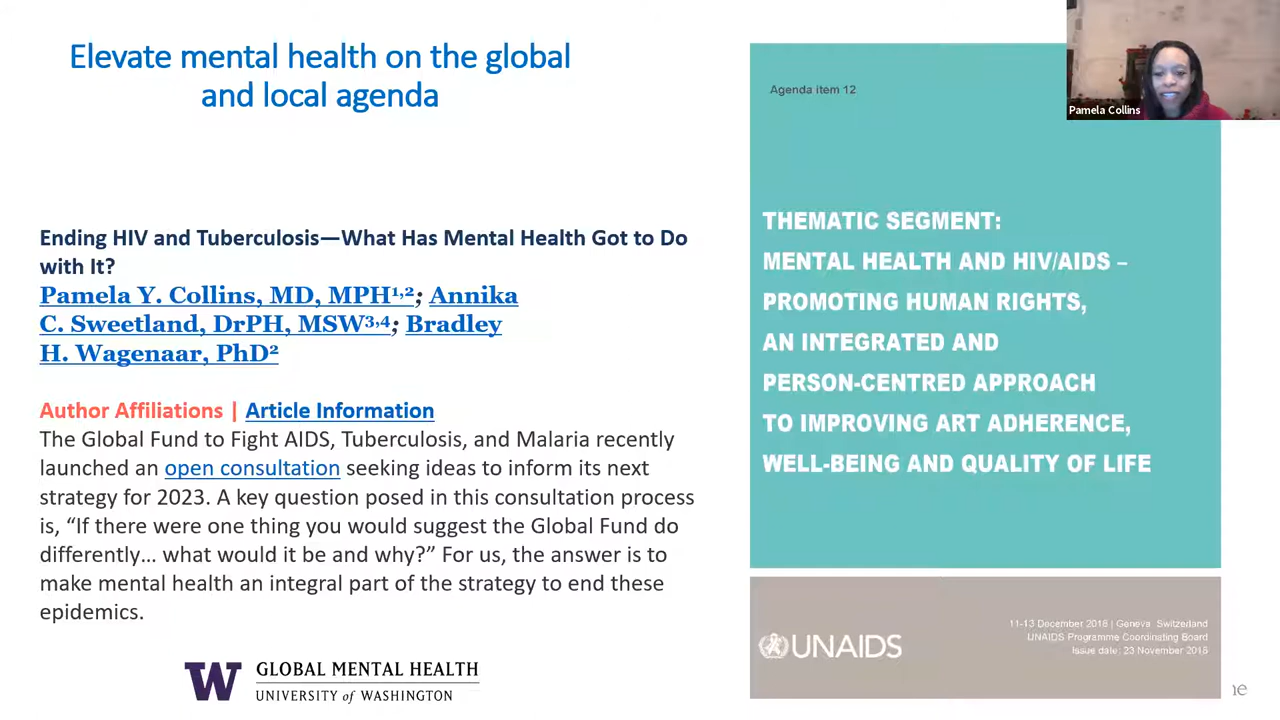 Elevate mental health on the global
and local agenda
Ending HIV and Tuberculosis—What Has Mental Health Got to Do
with It?
Pamela Y. Collins, MD, MPH1,2; Annika
C. Sweetland, DrPH, MSW3,4; Bradley
H. Wagenaar, PhD2
Author Affiliations | Article Information
The Global Fund to Fight AIDS, Tuberculosis, and Malaria recently
launched an open consultation seeking ideas to inform its next
strategy for 2023. A key question posed in this consultation process
is, “If there were one thing you would suggest the Global Fund do
differently… what would it be and why?” For us, the answer is to
make mental health an integral part of the strategy to end these
epidemics.
W GLOBAL MENTAL HEALTH
UNIVERSITY of WASHINGTON
Agenda item 12
THEMATIC SEGMENT:
MENTAL HEALTH AND HIV/AIDS –
PROMOTING HUMAN RIGHTS,
AN INTEGRATED AND
PERSON-CENTRED APPROACH
TO IMPROVING ART ADHERENCE,
WELL-BEING AND QUALITY OF LIFE
11-13 December 2018 | Geneva Switzerland
UNAIDS Programme Coordinating Board
Issue date: 23 November 2018
UNAIDS
Pamela Collins